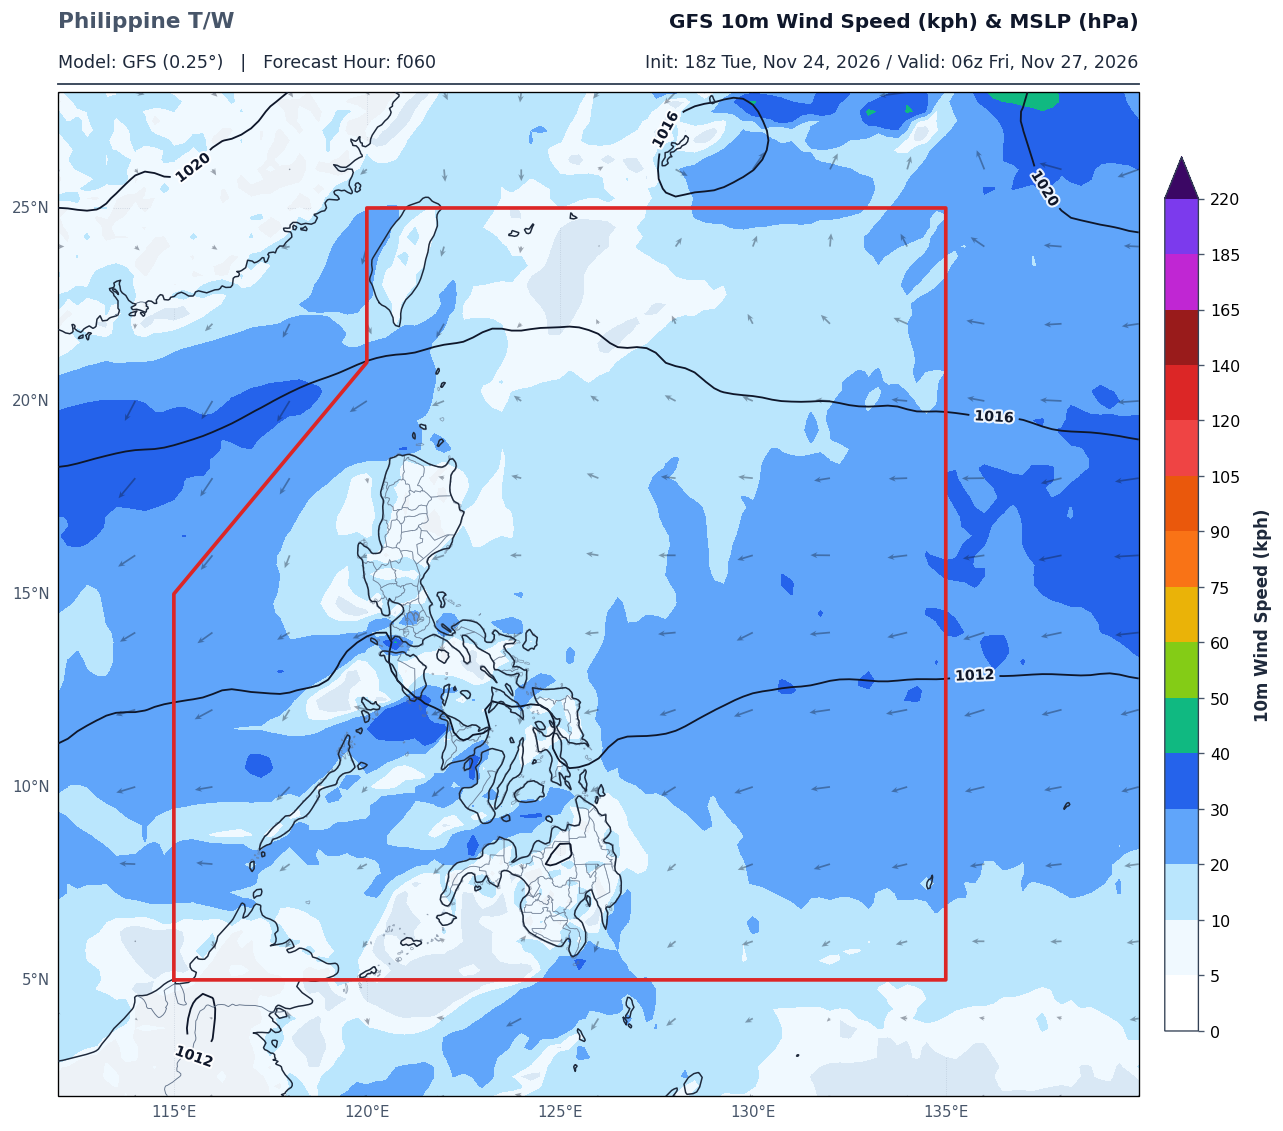 Philippine T/W
GFS 10m Wind Speed (kph) & MSLP (hPa)
Model: GFS (0.25°) | Forecast Hour: f060
Init: 18z Tue, Nov 24, 2026 / Valid: 06z Fri, Nov 27, 2026
1020
1016
1020
1016
1012
1012
25°N
20°N
15°N
10°N
5°N
115°E
120°E
125°E
130°E
135°E
220
185
165
140
120
105
90
75
60
50
40
30
20
10
5
0
10m Wind Speed (kph)